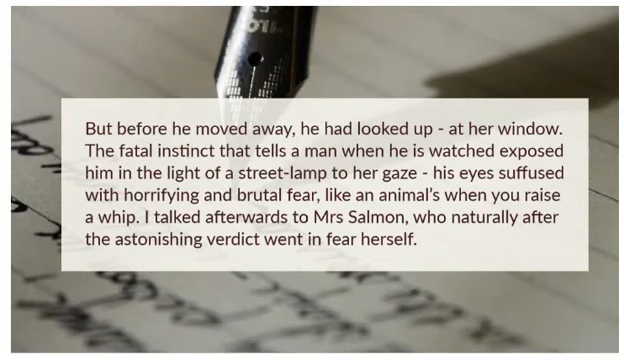 But before he moved away, he had looked up - at her window.
The fatal instinct that tells a man when he is watched exposed
him in the light of a street-lamp to her gaze - his eyes suffused
with horrifying and brutal fear, like an animal's when you raise
a whip. I talked afterwards to Mrs Salmon, who naturally after
the astonishing verdict went in fear herself.